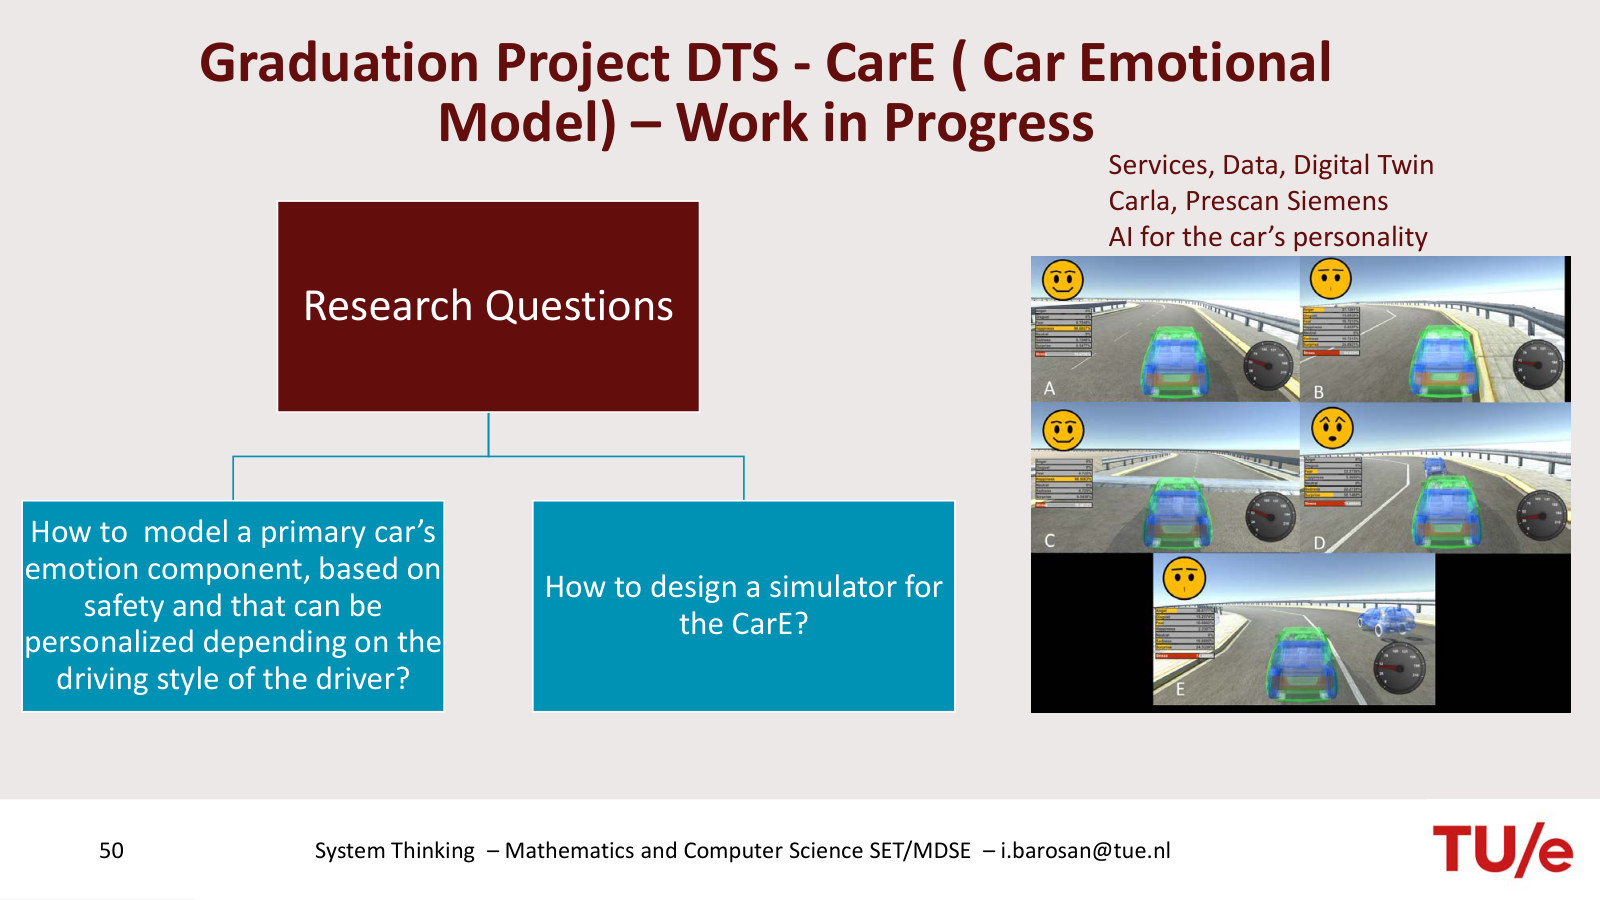 Graduation Project DTS - CarE ( Car Emotional
Model) – Work in Progress
Services, Data, Digital Twin
Carla, Prescan Siemens
AI for the car’s personality
Research Questions
How to  model a primary car’s
emotion component, based on
safety and that can be
personalized depending on the
driving style of the driver?
How to design a simulator for
the CarE?
A
B
C
D
E
50
System Thinking  – Mathematics and Computer Science SET/MDSE  – i.barosan@tue.nl
TU/e